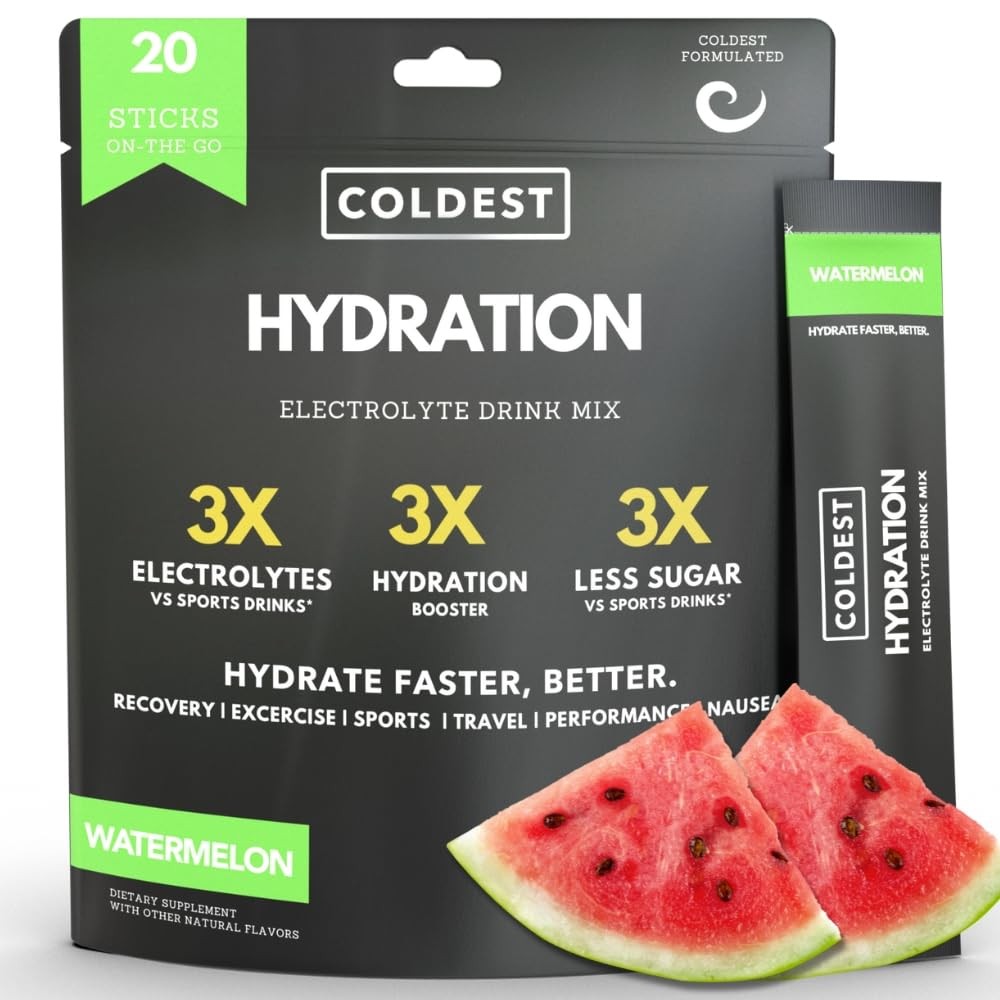 20
STICKS
ON-THE GO
COLDEST
FORMULATED
COLDEST
HYDRATION
ELECTROLYTE DRINK MIX
3X
ELECTROLYTES
VS SPORTS DRINKS*
3X
HYDRATION
BOOSTER
3X
LESS SUGAR
VS SPORTS DRINKS*
HYDRATE FASTER, BETTER.
RECOVERY | EXCERCISE | SPORTS | TRAVEL | PERFORMANCE NAUSEA
WATERMELON
DIETARY SUPPLEMENT
WITH OTHER NATURAL FLAVORS
WATERMELON
HYDRATE FASTER, BETTER.
COLDEST
HYDRATION
ELECTROLYTE DRINK MIX